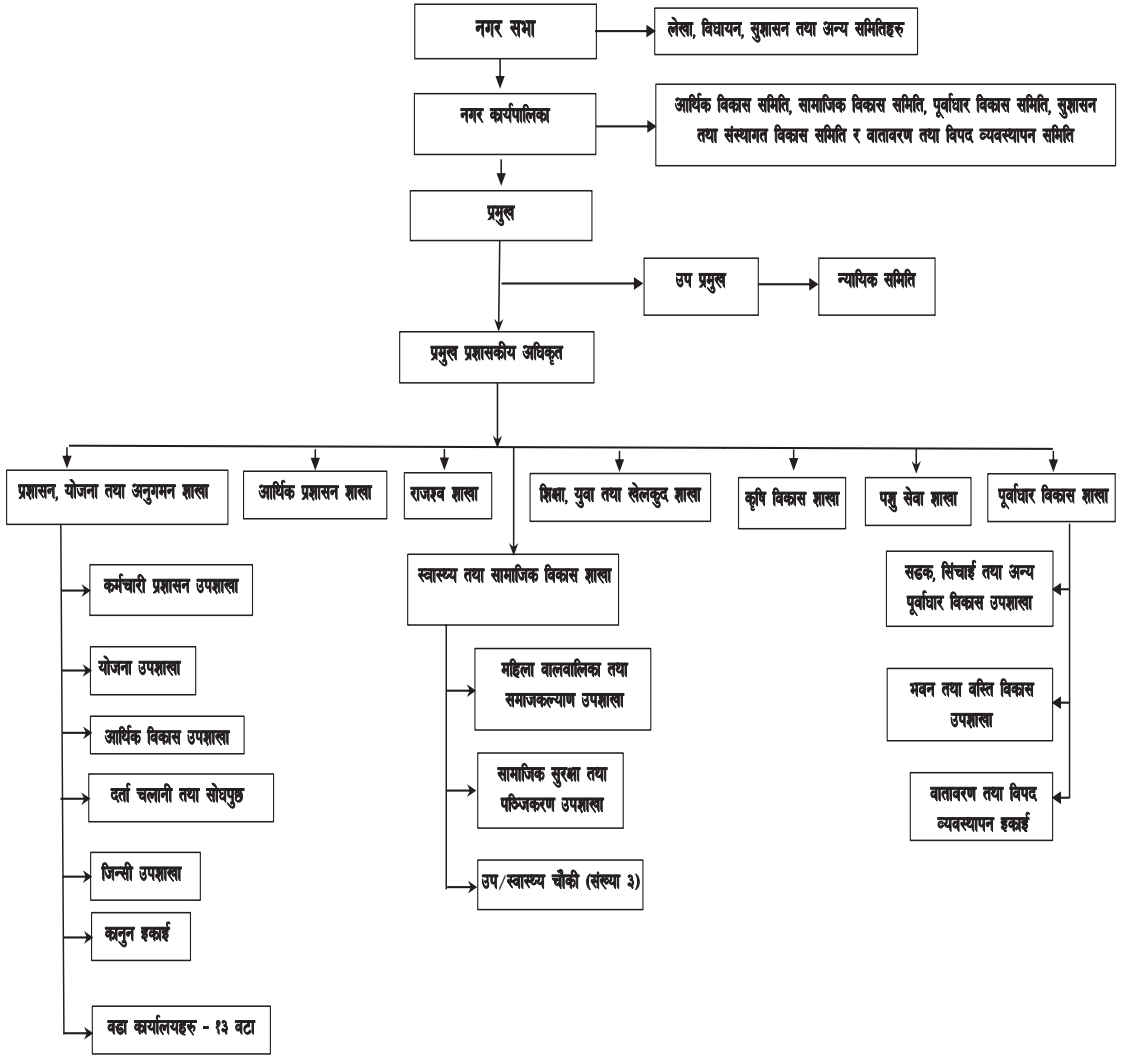 नगर सभा
लेखा, विधायन, सुशासन तथा अन्य समितिहरु
नगर कार्यपालिका
आर्थिक विकास समिति, सामाजिक विकास समिति, पूर्वाधार विकास समिति, सुशासन
तथा संस्थागत विकास समिति र वातावरण तथा विपद व्यवस्थापन समिति
प्रमुख
उप प्रमुख
न्यायिक समिति
प्रमुख प्रशासकीय अधिकृत
प्रशासन, योजना तथा अनुगमन शाखा
आर्थिक प्रशासन शाखा
राजश्व शाखा
शिक्षा, युवा तथा खेलकुद शाखा
कृषि विकास शाखा
पशु सेवा शाखा
पूर्वाधार विकास शाखा
कर्मचारी प्रशासन उपशाखा
योजना उपशाखा
आर्थिक विकास उपशाखा
दर्ता चलानी तथा सोधपुछ
जिन्सी उपशाखा
कानुन इकाई
वडा कार्यालयहरु - १३ वटा
स्वास्थ्य तथा सामाजिक विकास शाखा
महिला वालवालिका तथा
समाजकल्याण उपशाखा
सामाजिक सुरक्षा तथा
पञ्जिकरण उपशाखा
उप/स्वास्थ्य चौकी (संख्या ३)
सडक, सिंचाई तथा अन्य
पूर्वाधार विकास उपशाखा
भवन तथा वस्ति विकास
उपशाखा
वातावरण तथा विपद
व्यवस्थापन इकाई